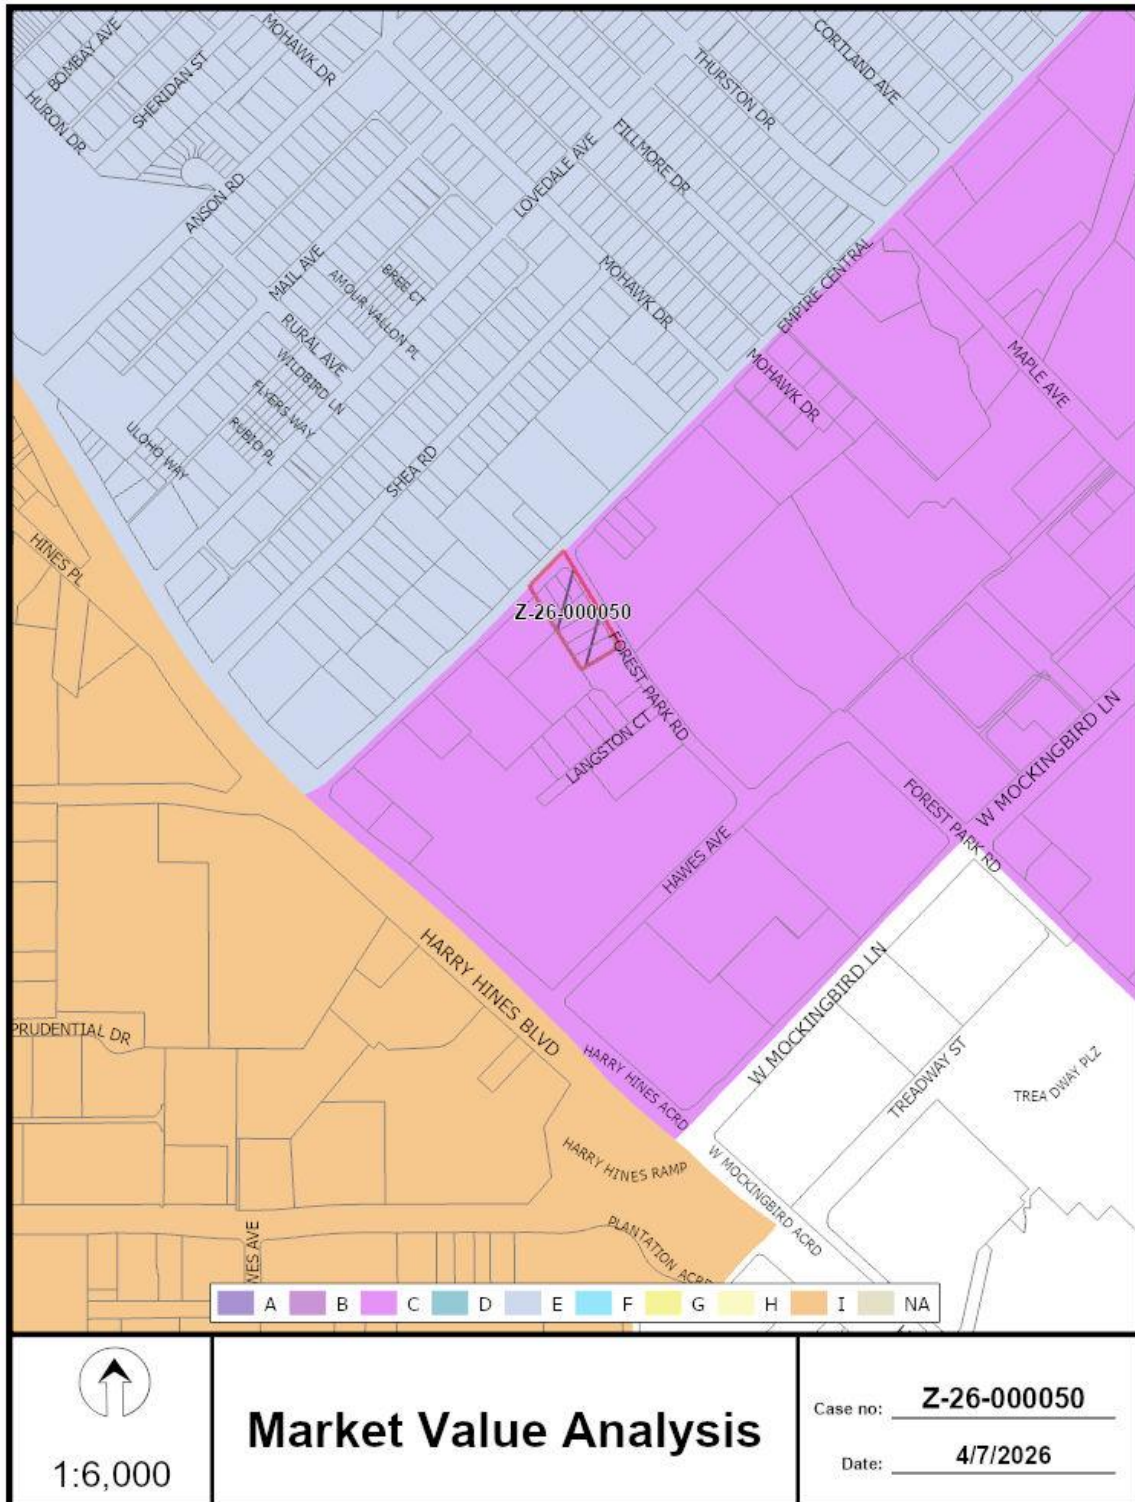 BOMBAY AVE
SHERIDAN ST
MOHAWK DR
HURON DR
CORTLAND AVE
THURSTON DR
FILLMORE DR
LOVEDALE AVE
ANSON RD
MAIL AVE
BREE CT
AMOUR VALLON PL
MOHAWK DR
EMPIRE CENTRAL
RURAL AVE
WILDBIRD LN
FLYERS WAY
RUBIO PL
ULOHO WAY
SHEA RD
MOHAWK DR
MAPLE AVE
HINES PL
Z-26-000050
FOREST PARK RD
LANGSTON CT
W MOCKINGBIRD LN
FOREST PARK RD
HAWES AVE
HARRY HINES BLVD
W MOCKINGBIRD LN
PRUDENTIAL DR
HARRY HINES ACRD
TREADWAY ST
TREA DWAY PLZ
HARRY HINES RAMP
W MOCKINGBIRD ACRD
PLANTATION ACRD
NES AVE
A B C D E F G H I NA
1:6,000
Market Value Analysis
Case no: Z-26-000050
Date: 4/7/2026